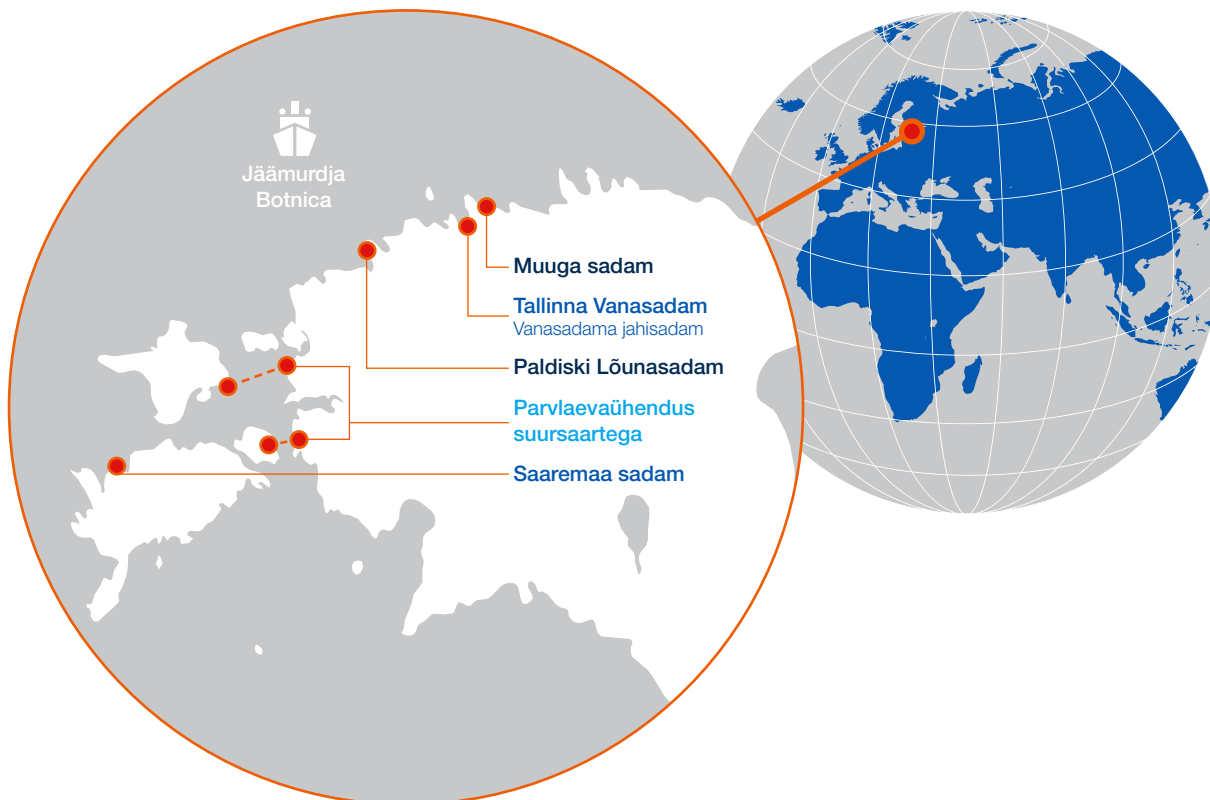 Jäämurdja
Botnica
Muuga sadam
Tallinna Vanasadam
Vanasadama jahisadam
Paldiski Lõunasadam
Parvlaevaühendus
suursaartega
Saaremaa sadam